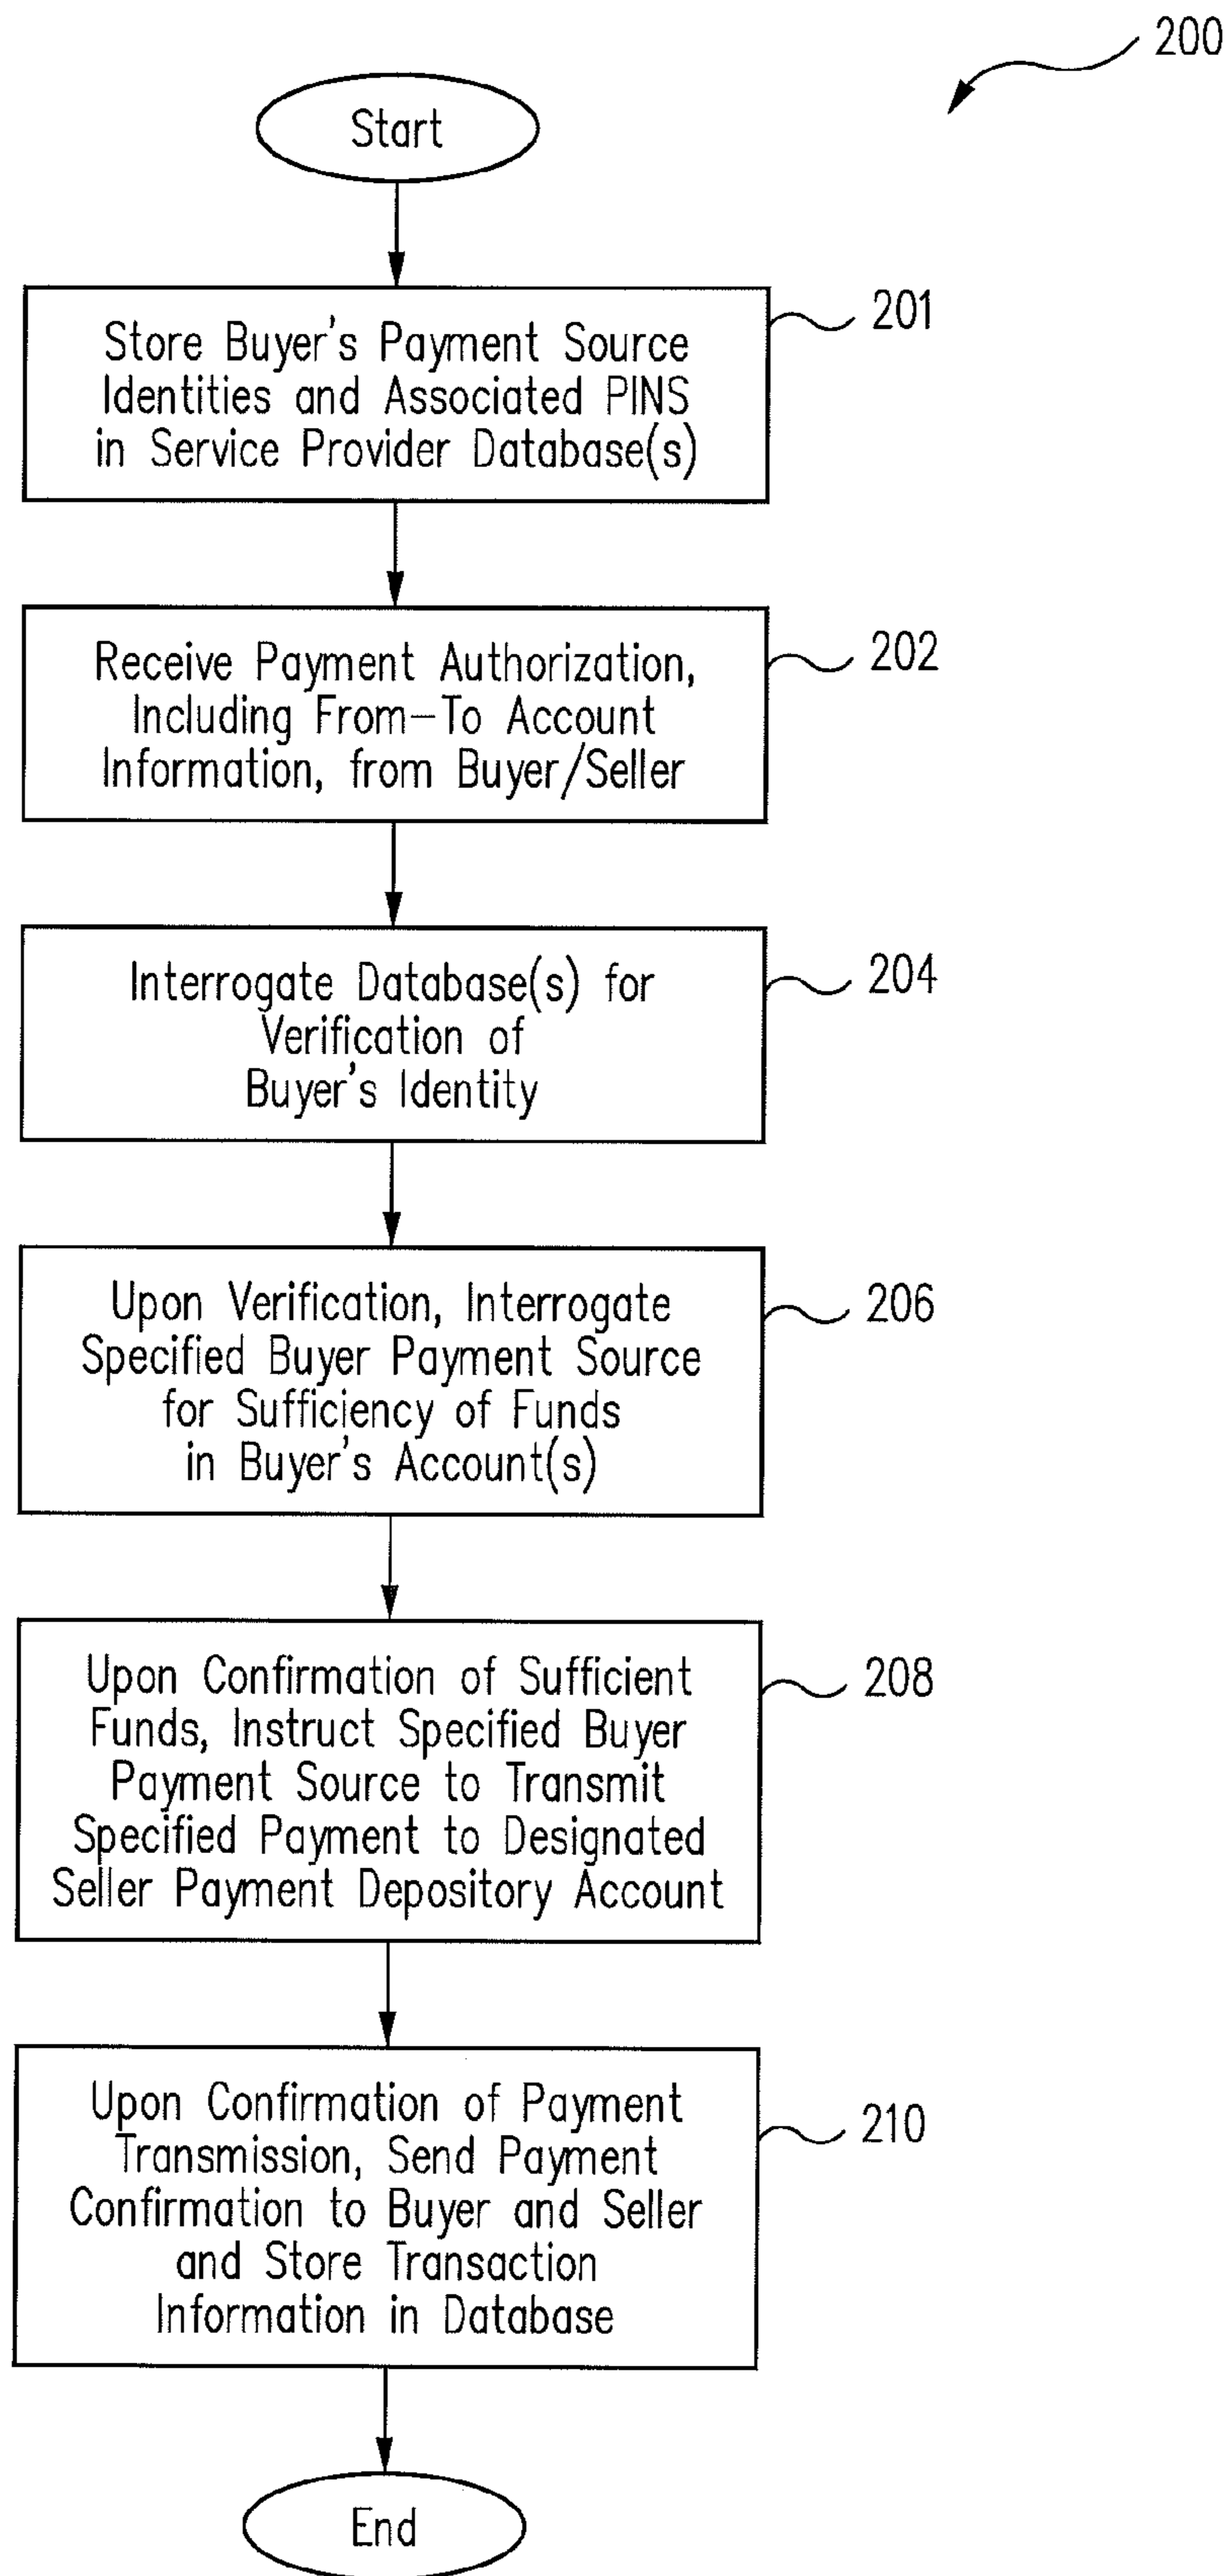 200
Start
201
Store Buyer's Payment Source
Identities and Associated PINS
in Service Provider Database(s)
202
Receive Payment Authorization,
Including From-To Account
Information, from Buyer/Seller
204
Interrogate Database(s) for
Verification of
Buyer's Identity
206
Upon Verification, Interrogate
Specified Buyer Payment Source
for Sufficiency of Funds
in Buyer's Account(s)
208
Upon Confirmation of Sufficient
Funds, Instruct Specified Buyer
Payment Source to Transmit
Specified Payment to Designated
Seller Payment Depository Account
210
Upon Confirmation of Payment
Transmission, Send Payment
Confirmation to Buyer and Seller
and Store Transaction
Information in Database
End